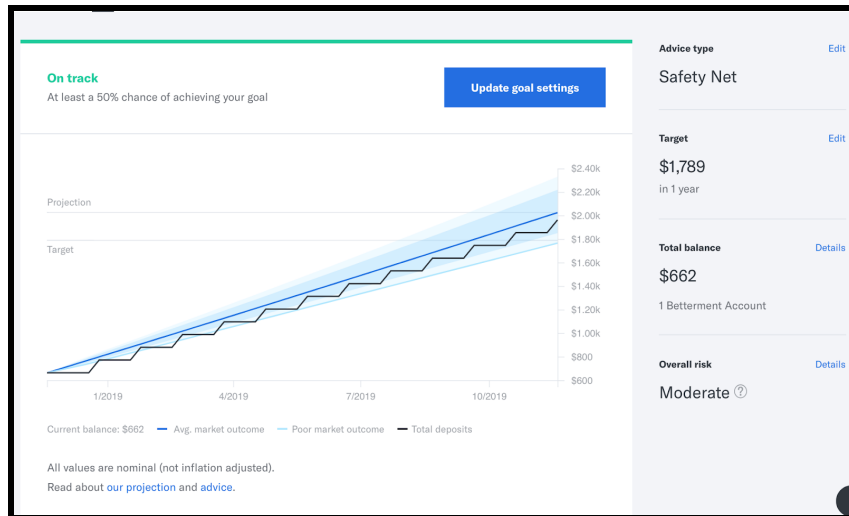 On track
At least a 50% chance of achieving your goal
Update goal settings
Projection
Target
$2.40k
$2.20k
$2.00k
$1.80k
$1.60k
$1.40k
$1.20k
$1.00k
$800
$600
1/2019
4/2019
7/2019
10/2019
Current balance: $662 Avg. market outcome Poor market outcome Total deposits
All values are nominal (not inflation adjusted).
Read about our projection and advice.
Advice type Edit
Safety Net
Target Edit
$1,789
in 1 year
Total balance Details
$662
1 Betterment Account
Overall risk Details
Moderate ?